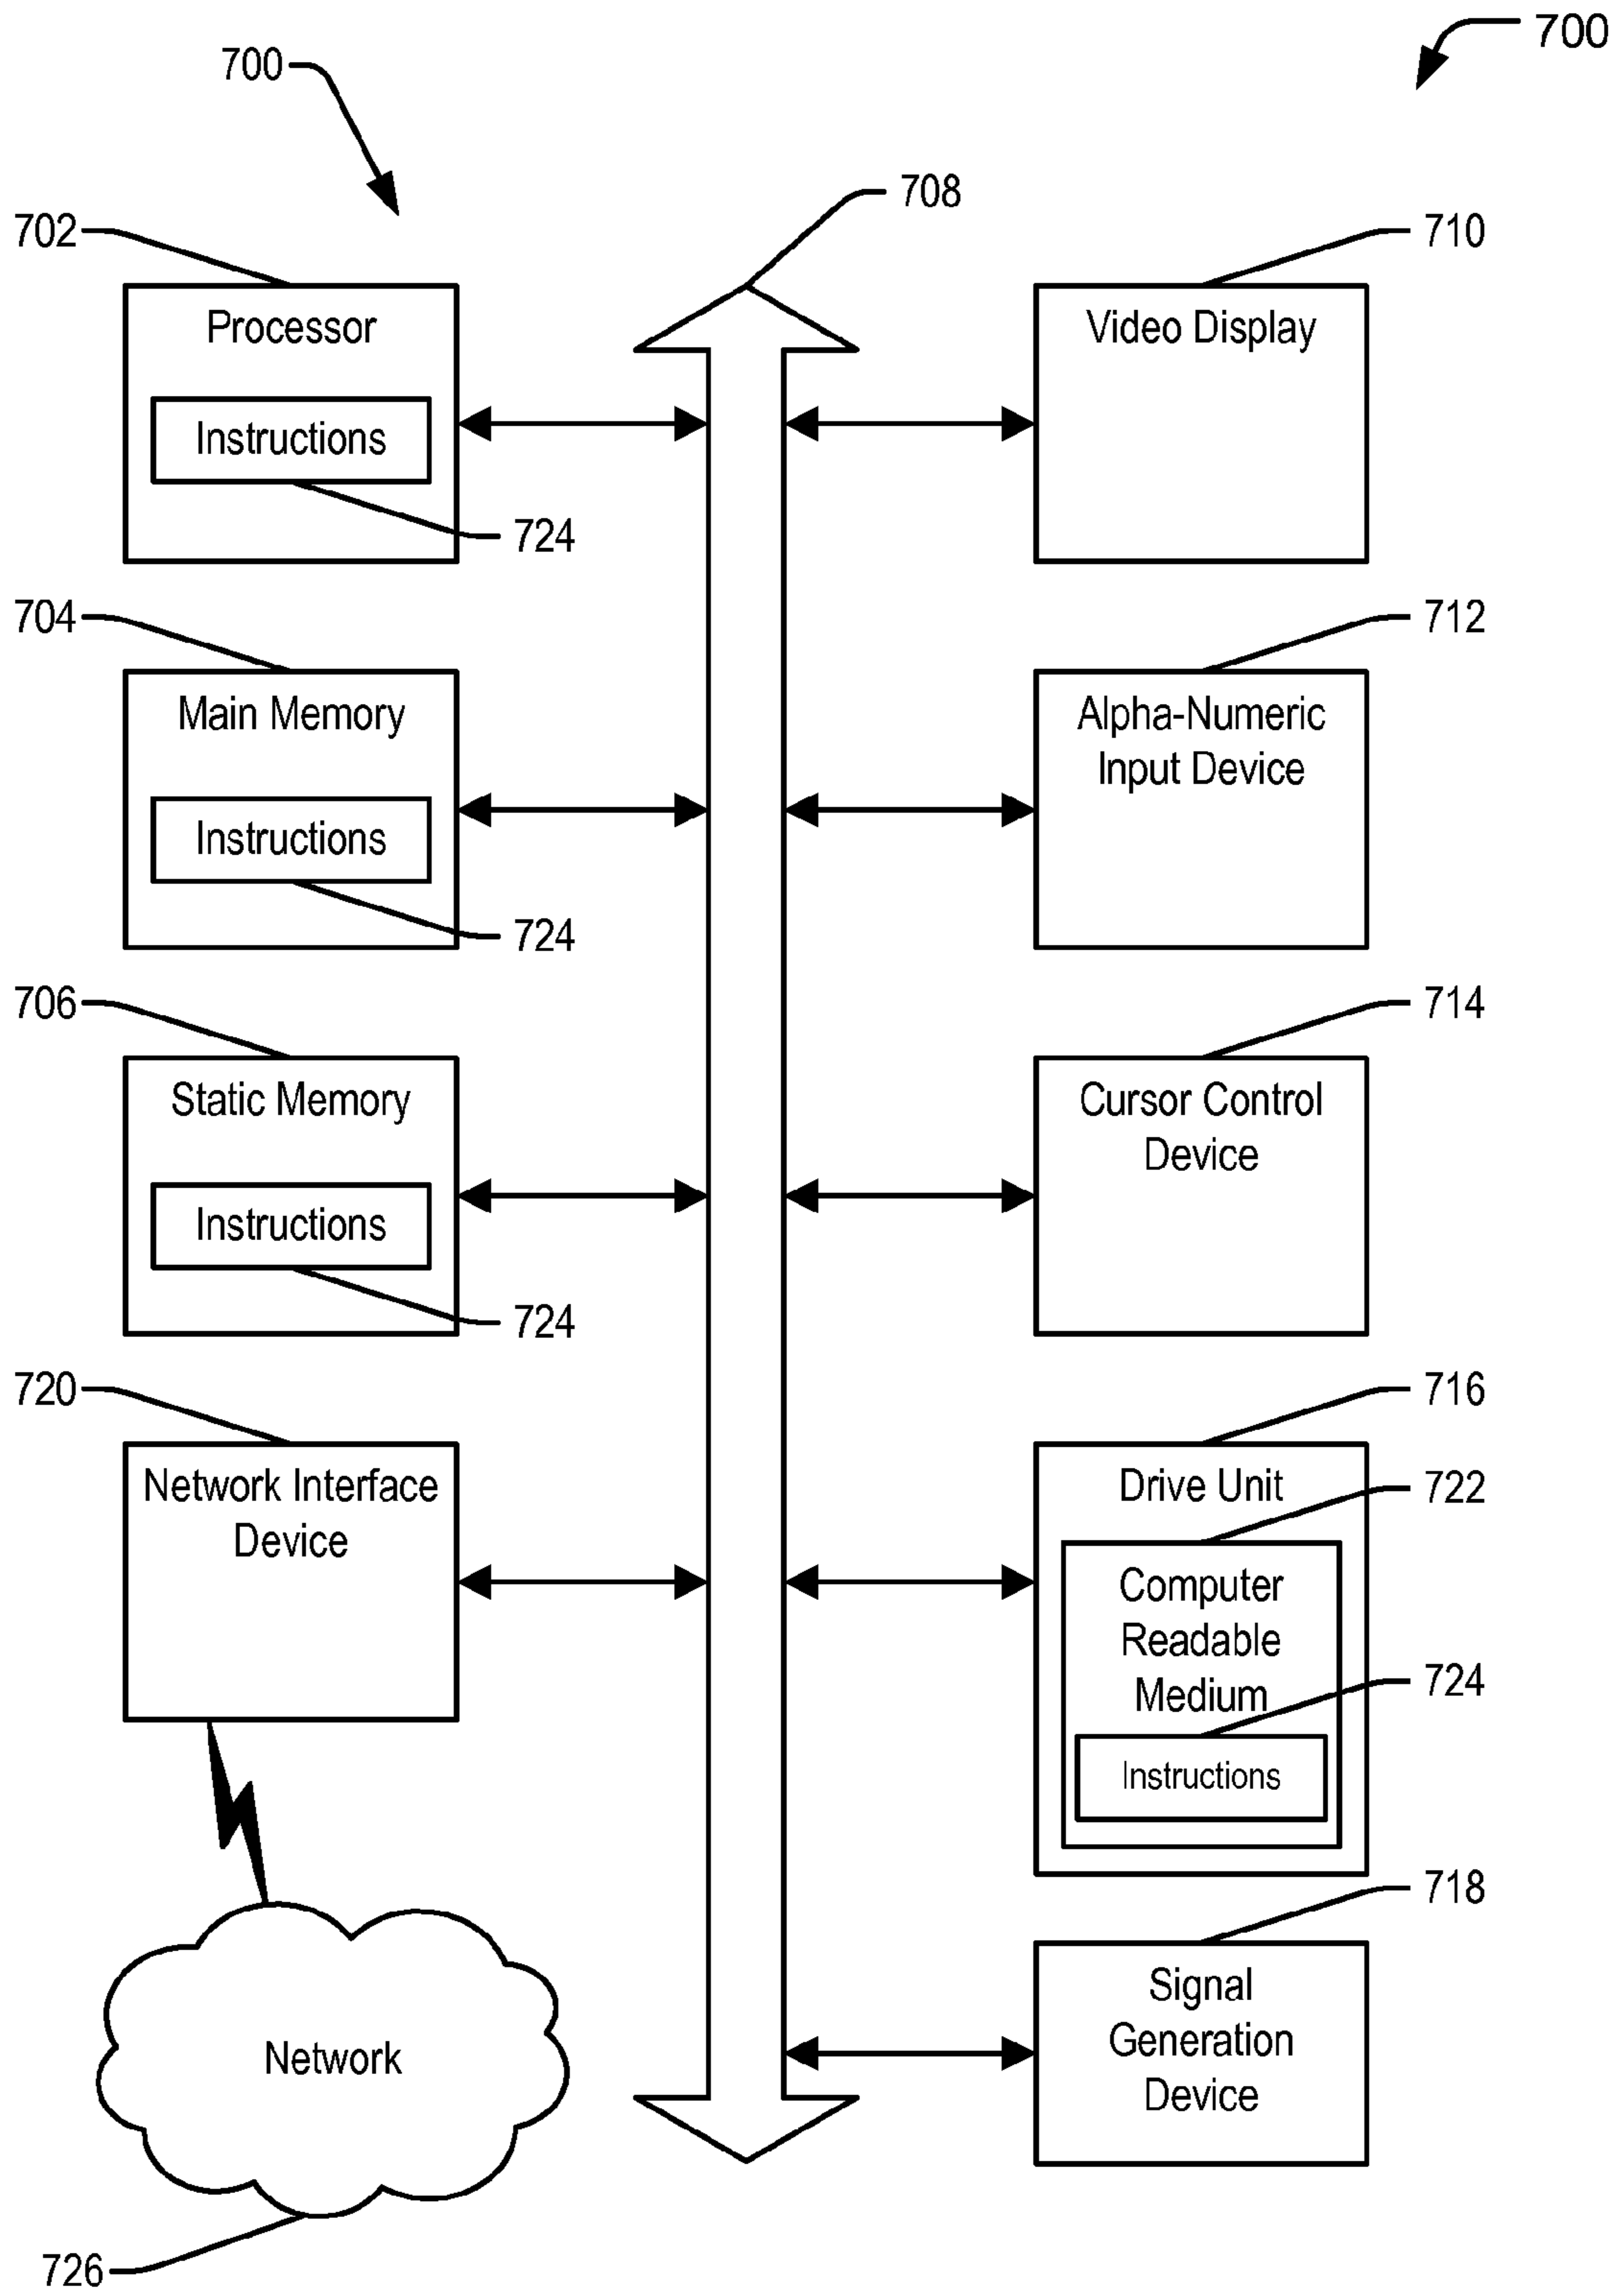 700
700
708
702
Processor
Instructions
724
710
Video Display
704
Main Memory
Instructions
724
712
Alpha-Numeric
Input Device
706
Static Memory
Instructions
724
714
Cursor Control
Device
720
Network Interface
Device
716
Drive Unit
722
Computer
Readable
Medium
724
Instructions
718
Signal
Generation
Device
Network
726